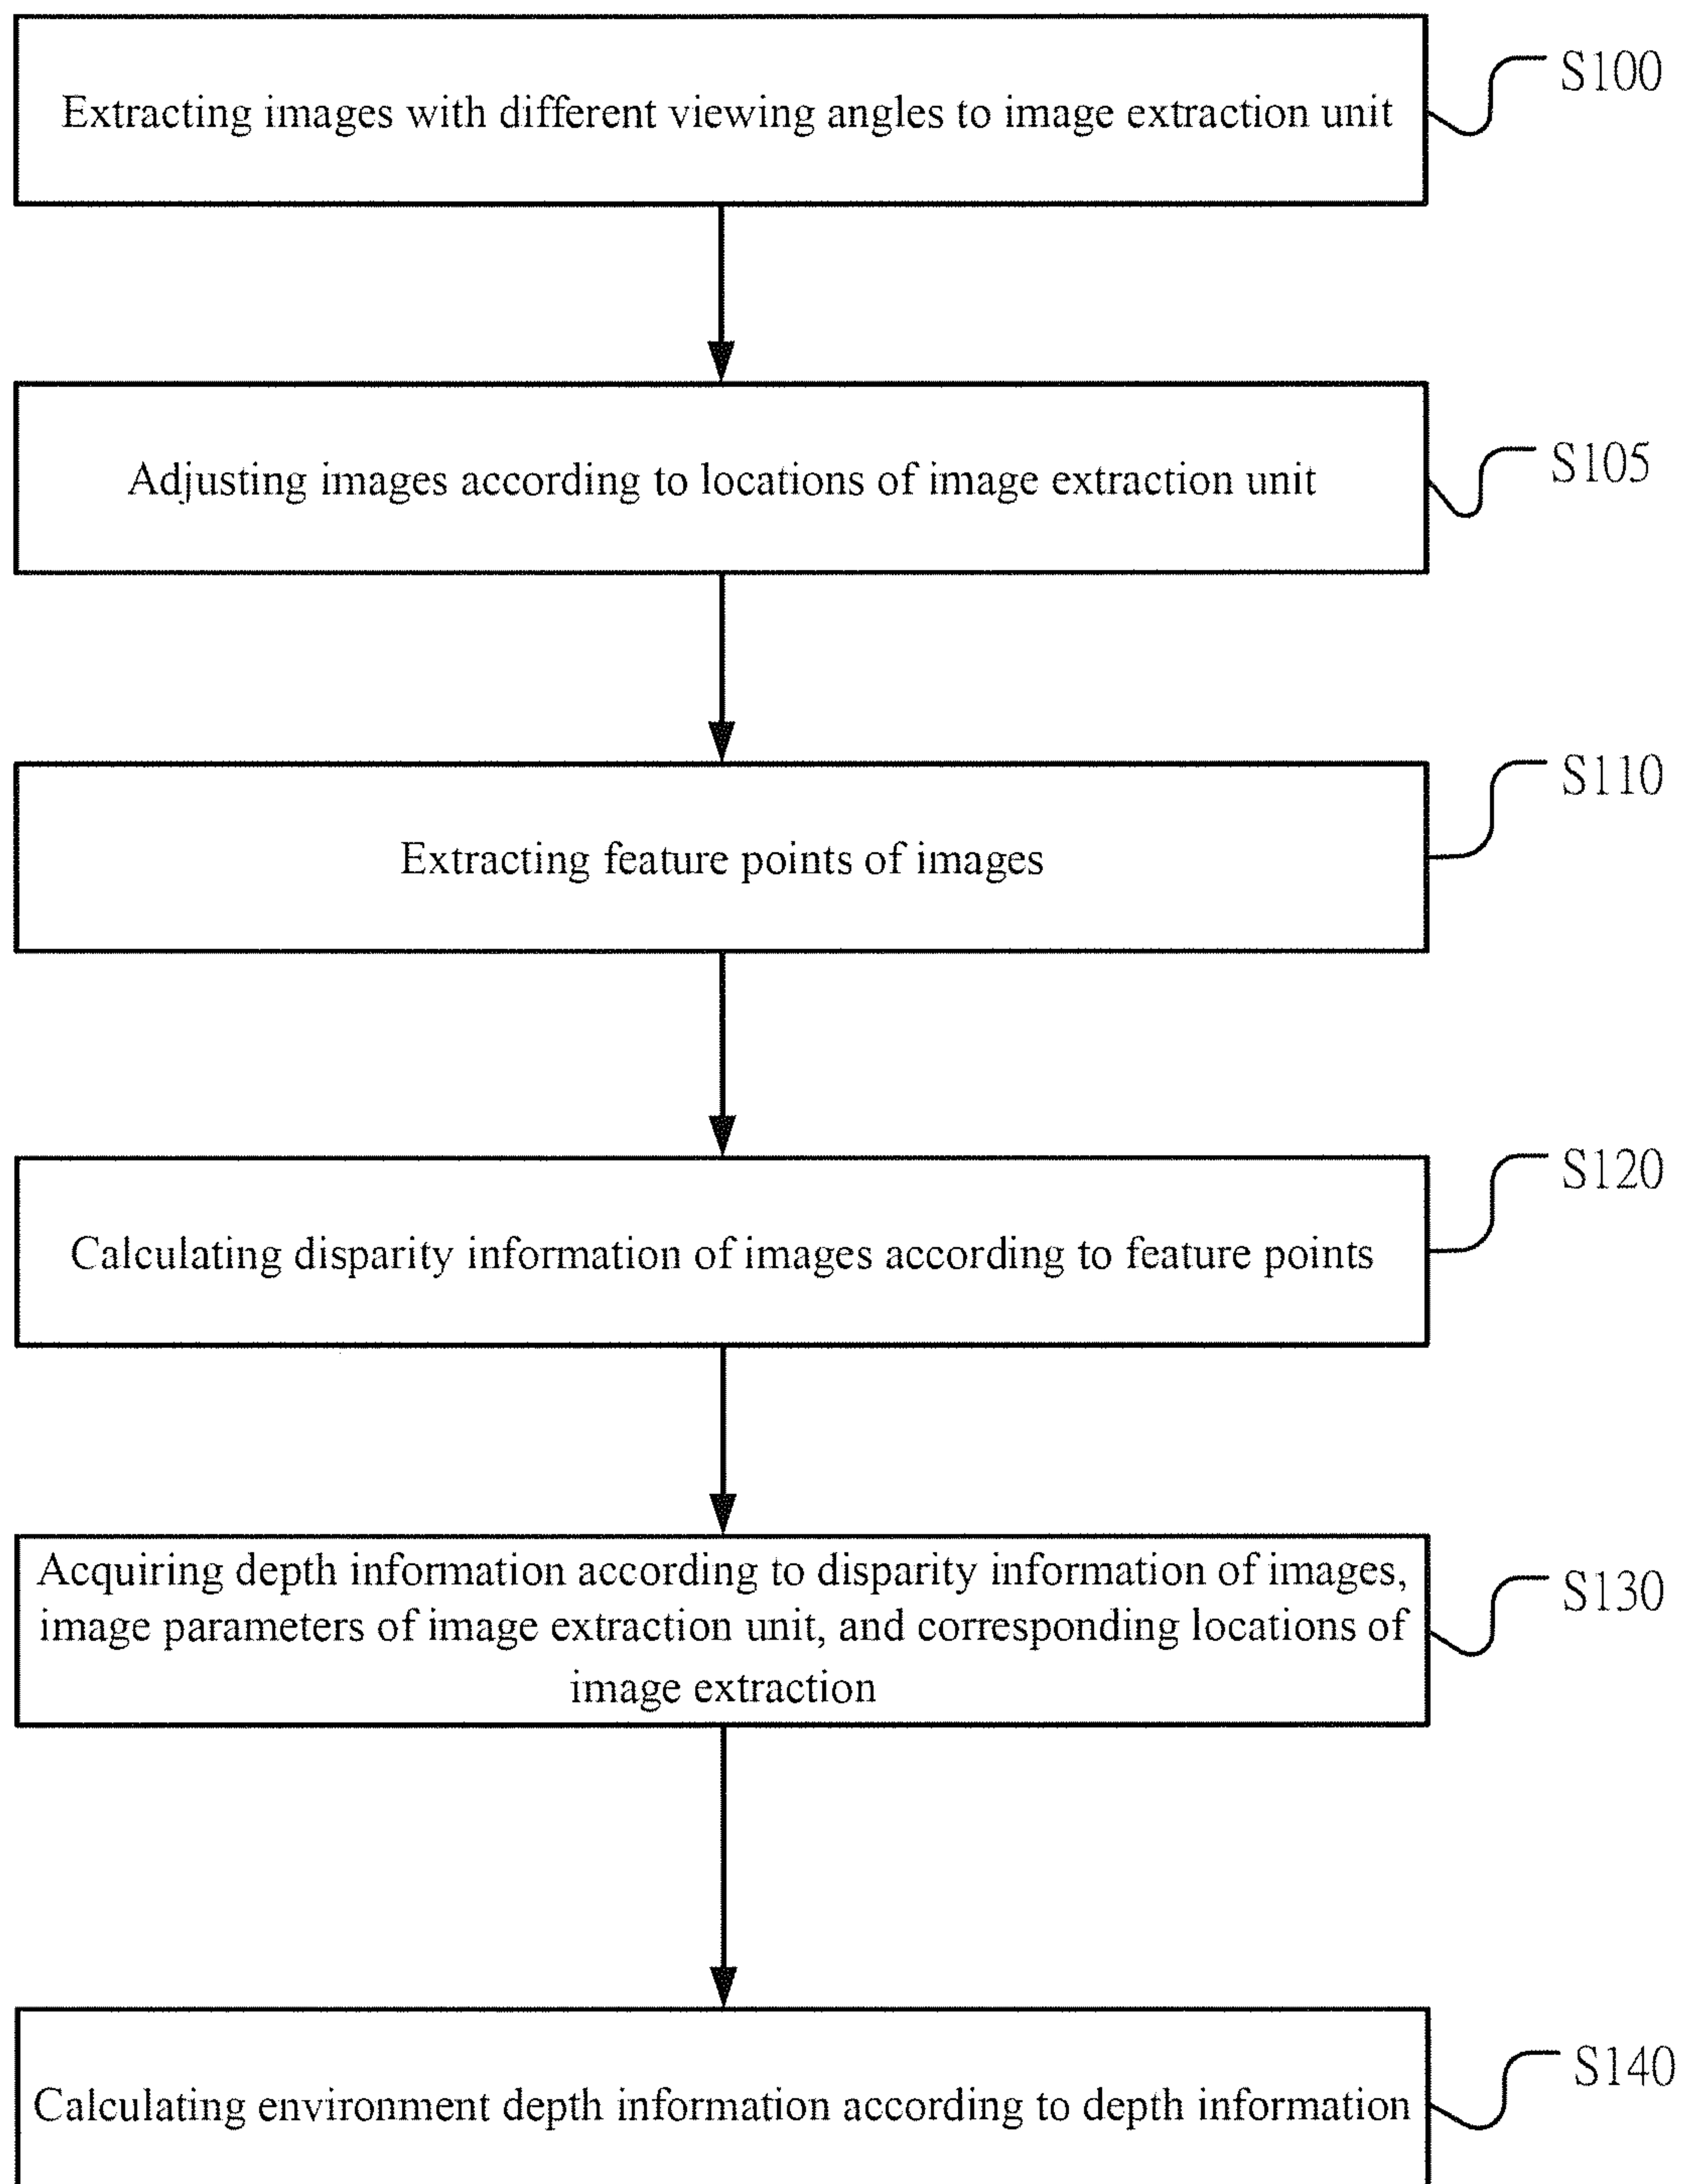 Extracting images with different viewing angles to image extraction unit
S100
Adjusting images according to locations of image extraction unit
S105
Extracting feature points of images
S110
Calculating disparity information of images according to feature points
S120
Acquiring depth information according to disparity information of images,
image parameters of image extraction unit, and corresponding locations of
image extraction
S130
Calculating environment depth information according to depth information
S140